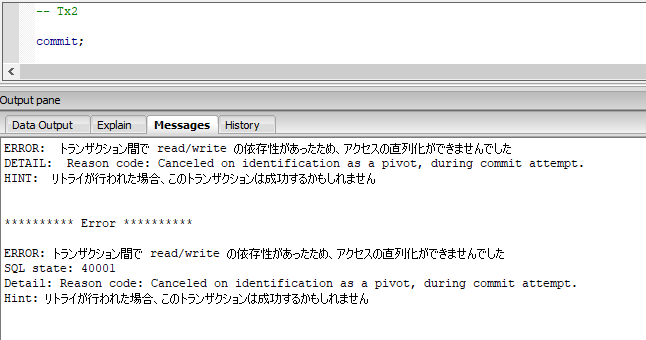 -- Tx2
commit;
Output pane
Data Output Explain Messages History
ERROR: トランザクション間で read/write の依存性があったため、アクセスの直列化ができませんでした
DETAIL: Reason code: Canceled on identification as a pivot, during commit attempt.
HINT: リトライが行われた場合、このトランザクションは成功するかもしれません
********** Error **********
ERROR: トランザクション間で read/write の依存性があったため、アクセスの直列化ができませんでした
SQL state: 40001
Detail: Reason code: Canceled on identification as a pivot, during commit attempt.
Hint: リトライが行われた場合、このトランザクションは成功するかもしれません